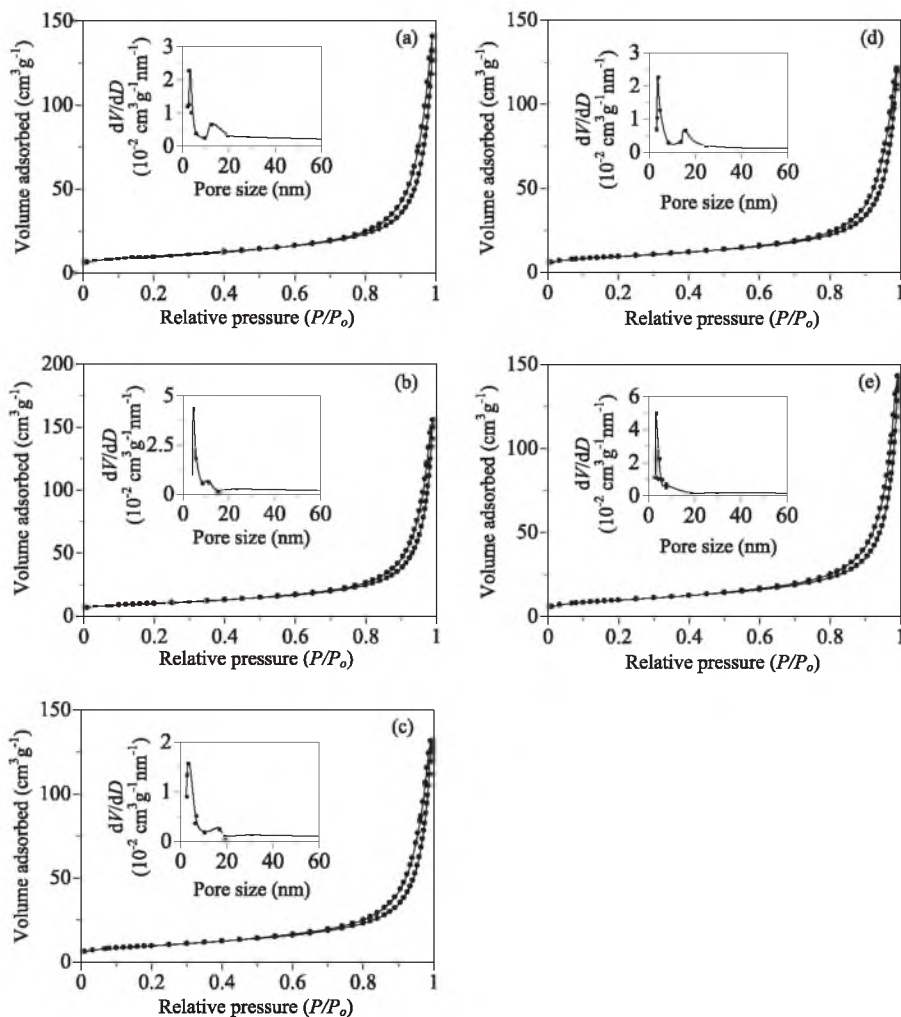 (a)
Volume adsorbed (cm³g⁻¹)
150
100
50
0
0 0.2 0.4 0.6 0.8 1
Relative pressure (P/Pₒ)
dV/dD
(10⁻² cm³g⁻¹nm⁻¹)
3
2
1
0
0 20 40 60
Pore size (nm)
(d)
Volume adsorbed (cm³g⁻¹)
150
100
50
0
0 0.2 0.4 0.6 0.8 1
Relative pressure (P/Pₒ)
dV/dD
(10⁻² cm³g⁻¹nm⁻¹)
3
2
1
0
0 20 40 60
Pore size (nm)
(b)
Volume adsorbed (cm³g⁻¹)
200
150
100
50
0
0 0.2 0.4 0.6 0.8 1
Relative pressure (P/Pₒ)
dV/dD
(10⁻² cm³g⁻¹nm⁻¹)
5
2.5
0
0 20 40 60
Pore size (nm)
(e)
Volume adsorbed (cm³g⁻¹)
150
100
50
0
0 0.2 0.4 0.6 0.8 1
Relative pressure (P/Pₒ)
dV/dD
(10⁻² cm³g⁻¹nm⁻¹)
6
5
4
2
1
0
0 20 40 60
Pore size (nm)
(c)
Volume adsorbed (cm³g⁻¹)
150
100
50
0
0 0.2 0.4 0.6 0.8 1
Relative pressure (P/Pₒ)
dV/dD
(10⁻² cm³g⁻¹nm⁻¹)
2
1
0
0 20 40 60
Pore size (nm)